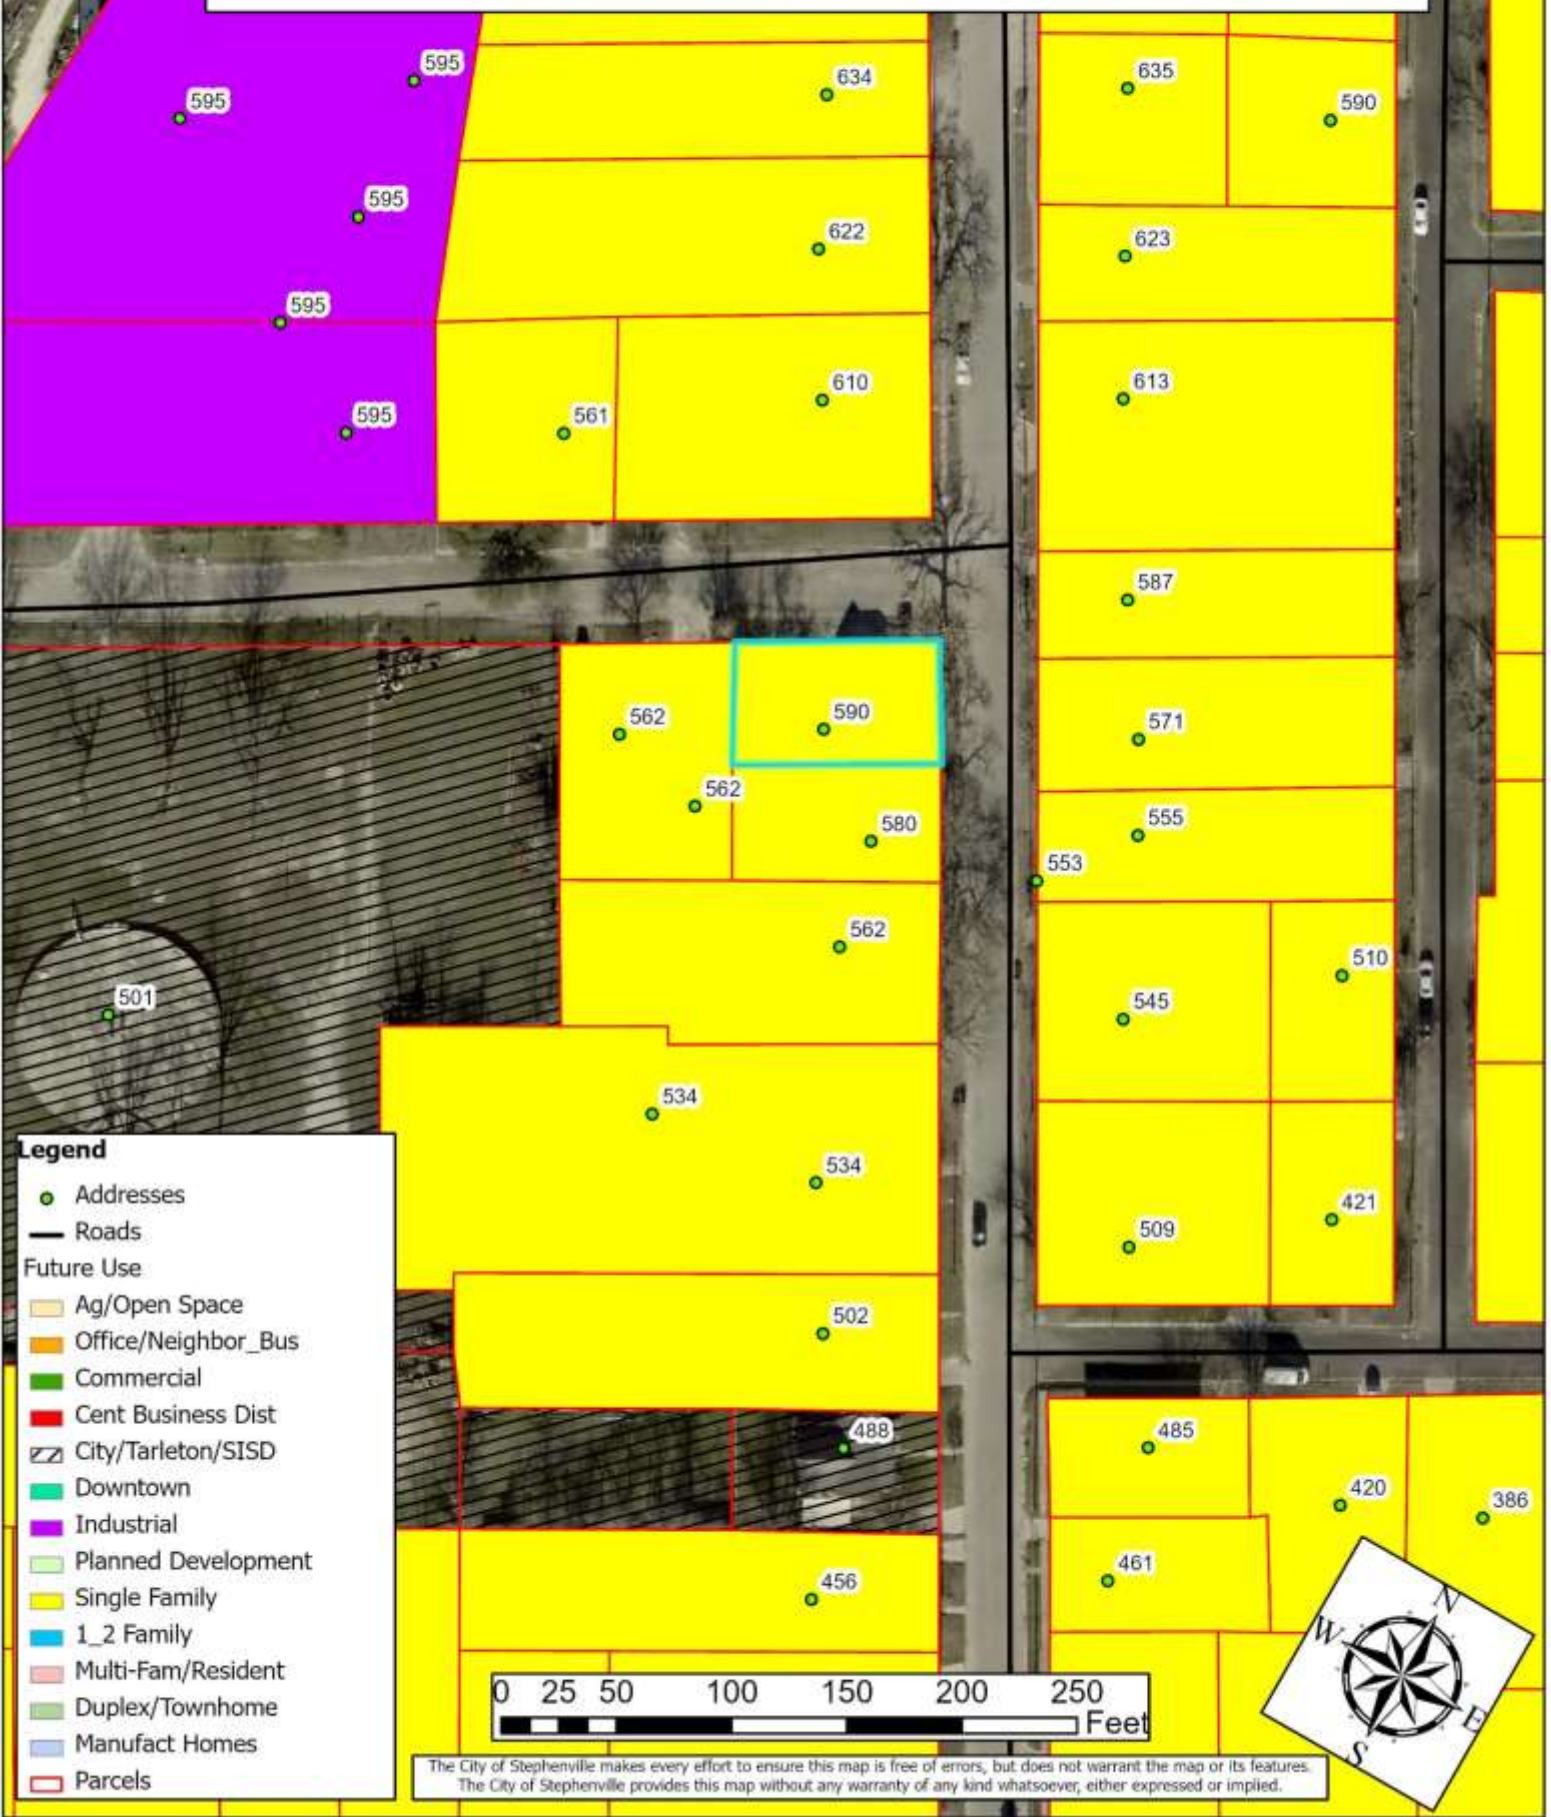 595
634
635
595
590
595
622
623
595
610
613
595
561
587
590
562
571
562
555
580
553
562
510
501
545
534
534
421
509
502
488
485
420
386
461
456
Legend
Addresses
Roads
Future Use
Ag/Open Space
Office/Neighbor_Bus
Commercial
Cent Business Dist
City/Tarleton/SISD
Downtown
Industrial
Planned Development
Single Family
1_2 Family
Multi-Fam/Resident
Duplex/Townhome
Manufact Homes
Parcels
0 25 50 100 150 200 250
Feet
N
W
E
S
The City of Stephenville makes every effort to ensure this map is free of errors, but does not warrant the map or its features.
The City of Stephenville provides this map without any warranty of any kind whatsoever, either expressed or implied.